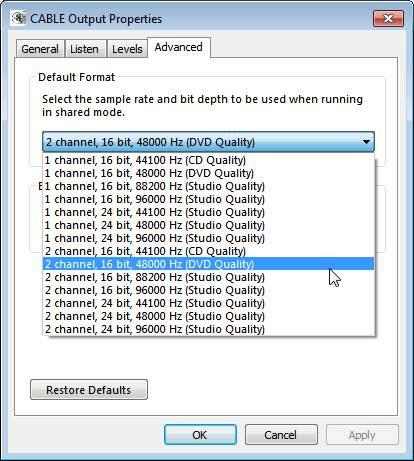 CABLE Output Properties
General Listen Levels Advanced
Default Format
Select the sample rate and bit depth to be used when running
in shared mode.
2 channel, 16 bit, 48000 Hz (DVD Quality)
1 channel, 16 bit, 44100 Hz (CD Quality)
1 channel, 16 bit, 48000 Hz (DVD Quality)
1 channel, 16 bit, 88200 Hz (Studio Quality)
1 channel, 16 bit, 96000 Hz (Studio Quality)
1 channel, 24 bit, 44100 Hz (Studio Quality)
1 channel, 24 bit, 48000 Hz (Studio Quality)
1 channel, 24 bit, 96000 Hz (Studio Quality)
2 channel, 16 bit, 44100 Hz (CD Quality)
2 channel, 16 bit, 48000 Hz (DVD Quality)
2 channel, 16 bit, 88200 Hz (Studio Quality)
2 channel, 16 bit, 96000 Hz (Studio Quality)
2 channel, 24 bit, 44100 Hz (Studio Quality)
2 channel, 24 bit, 48000 Hz (Studio Quality)
2 channel, 24 bit, 96000 Hz (Studio Quality)
Restore Defaults
OK Cancel Apply